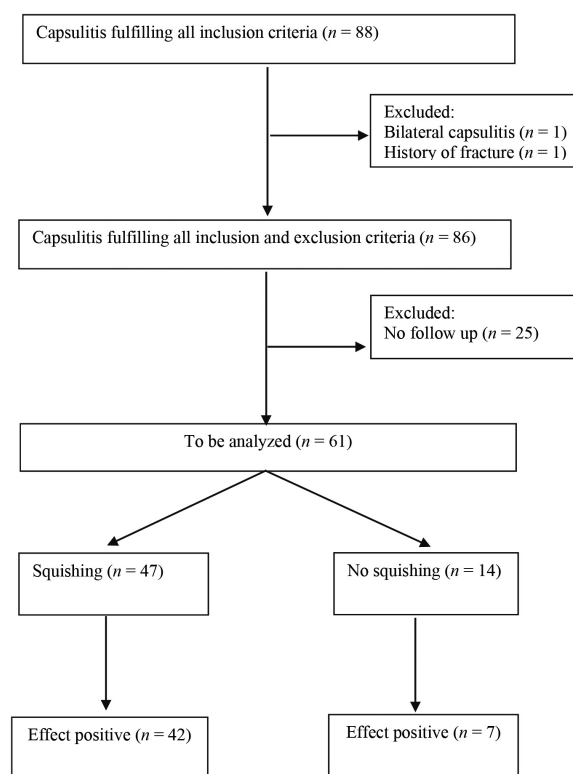 Capsulitis fulfilling all inclusion criteria (n = 88)
Excluded:
Bilateral capsulitis (n = 1)
History of fracture (n = 1)
Capsulitis fulfilling all inclusion and exclusion criteria (n = 86)
Excluded:
No follow up (n = 25)
To be analyzed (n = 61)
Squishing (n = 47)
No squishing (n = 14)
Effect positive (n = 42)
Effect positive (n = 7)